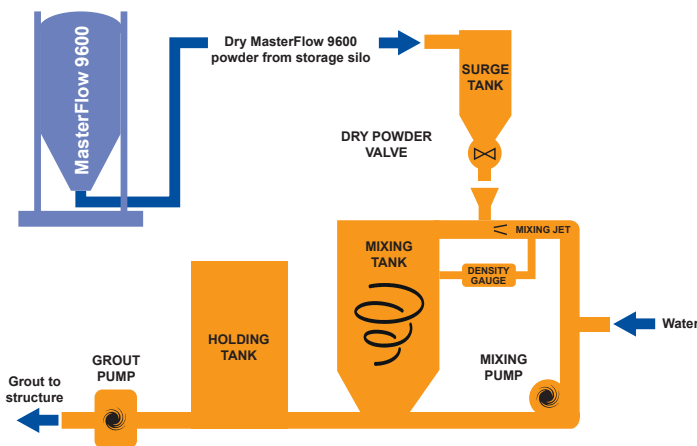 MasterFlow 9600
Dry MasterFlow 9600
powder from storage silo
SURGE
TANK
DRY POWDER
VALVE
MIXING JET
MIXING
TANK
DENSITY
GAUGE
HOLDING
TANK
Water
MIXING
PUMP
GROUT
PUMP
Grout to
structure